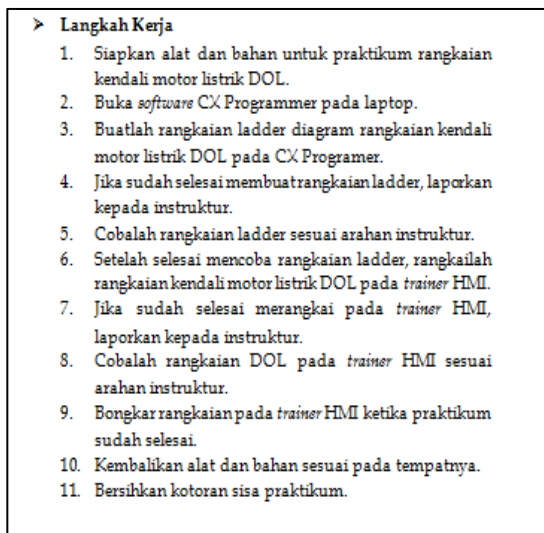 ➤ Langkah Kerja
1. Siapkan alat dan bahan untuk praktikum rangkaian
kendali motor listrik DOL.
2. Buka software CX Programmer pada laptop.
3. Buatlah rangkaian ladder diagram rangkaian kendali
motor listrik DOL pada CX Programer.
4. Jika sudah selesai membuat rangkaian ladder, laporkan
kepada instruktur.
5. Cobalah rangkaian ladder sesuai arahan instruktur.
6. Setelah selesai mencoba rangkaian ladder, rangkailah
rangkaian kendali motor listrik DOL pada trainer HMI.
7. Jika sudah selesai merangkai pada trainer HMI,
laporkan kepada instruktur.
8. Cobalah rangkaian DOL pada trainer HMI sesuai
arahan instruktur.
9. Bongkar rangkaian pada trainer HMI ketika praktikum
sudah selesai.
10. Kembalikan alat dan bahan sesuai pada tempatnya.
11. Bersihkan kotoran sisa praktikum.